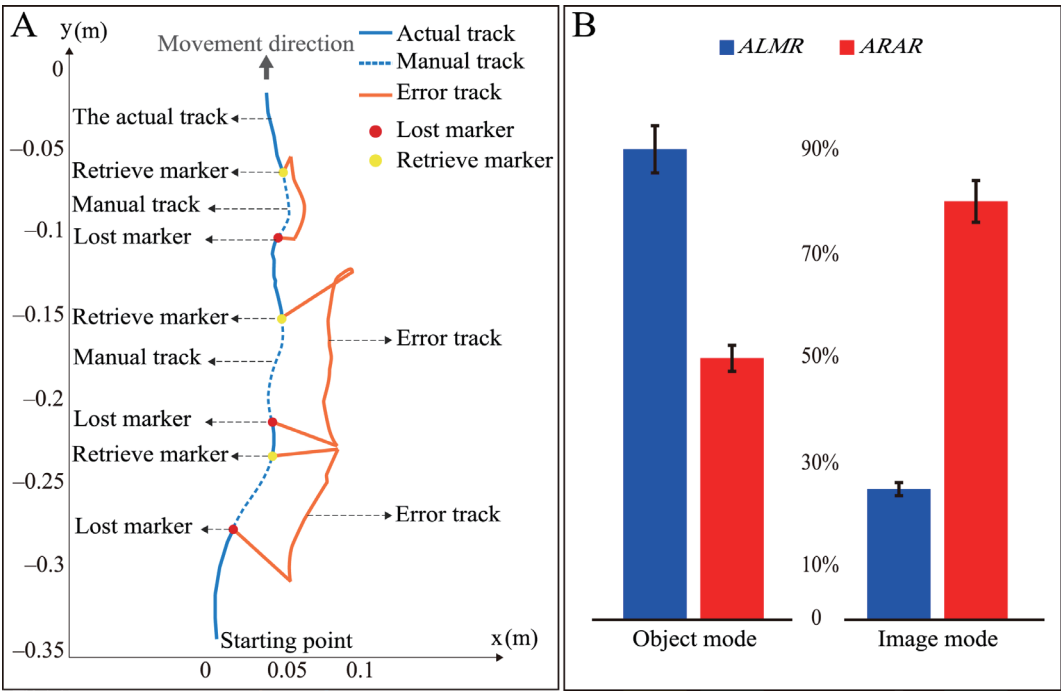 A
y(m)
Movement direction
Actual track
Manual track
Error track
Lost marker
Retrieve marker
0
–0.05
–0.1
–0.15
–0.2
–0.25
–0.3
–0.35
The actual track
Retrieve marker
Manual track
Lost marker
Retrieve marker
Manual track
Error track
Lost marker
Retrieve marker
Lost marker
Error track
Starting point
x(m)
0 0.05 0.1
B
ALMR ARAR
90%
70%
50%
30%
10%
0
Object mode Image mode